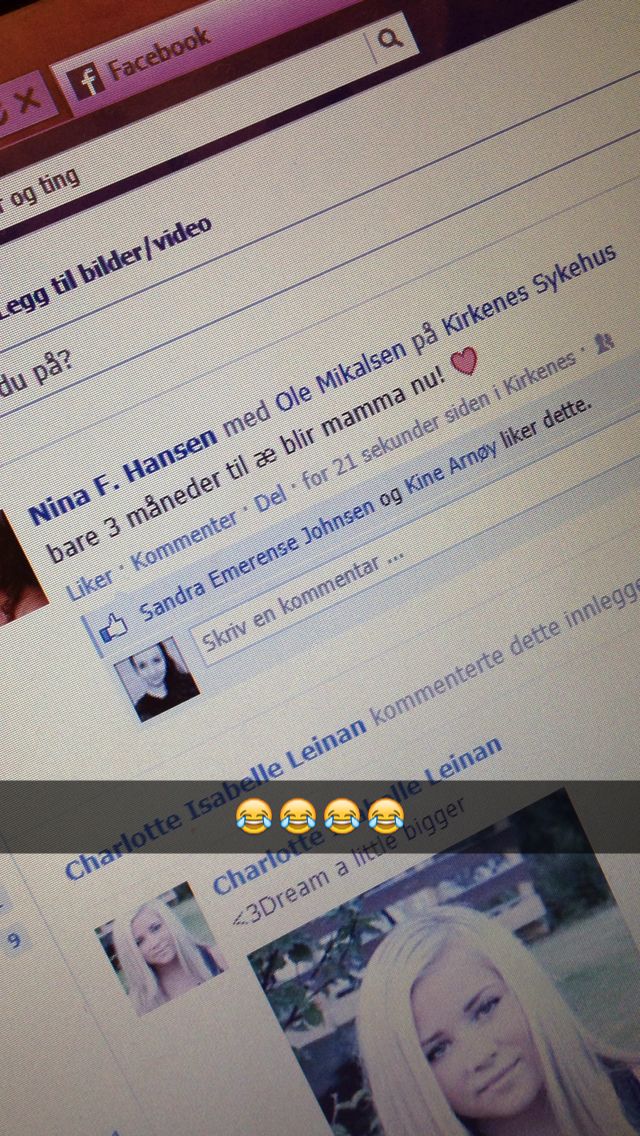 Facebook
og ting
Legg til bilder/video
du på?
Nina F. Hansen med Ole Mikalsen på Kirkenes Sykehus
bare 3 måneder til æ blir mamma nu!
Liker · Kommenter · Del · for 21 sekunder siden i Kirkenes ·
Sandra Emerense Johnsen og Kine Arnøy liker dette.
Skriv en kommentar ...
Charlotte Isabelle Leinan kommenterte dette
😂😂😂😂
Charlotte Leinan
<3Dream a little bigger
9